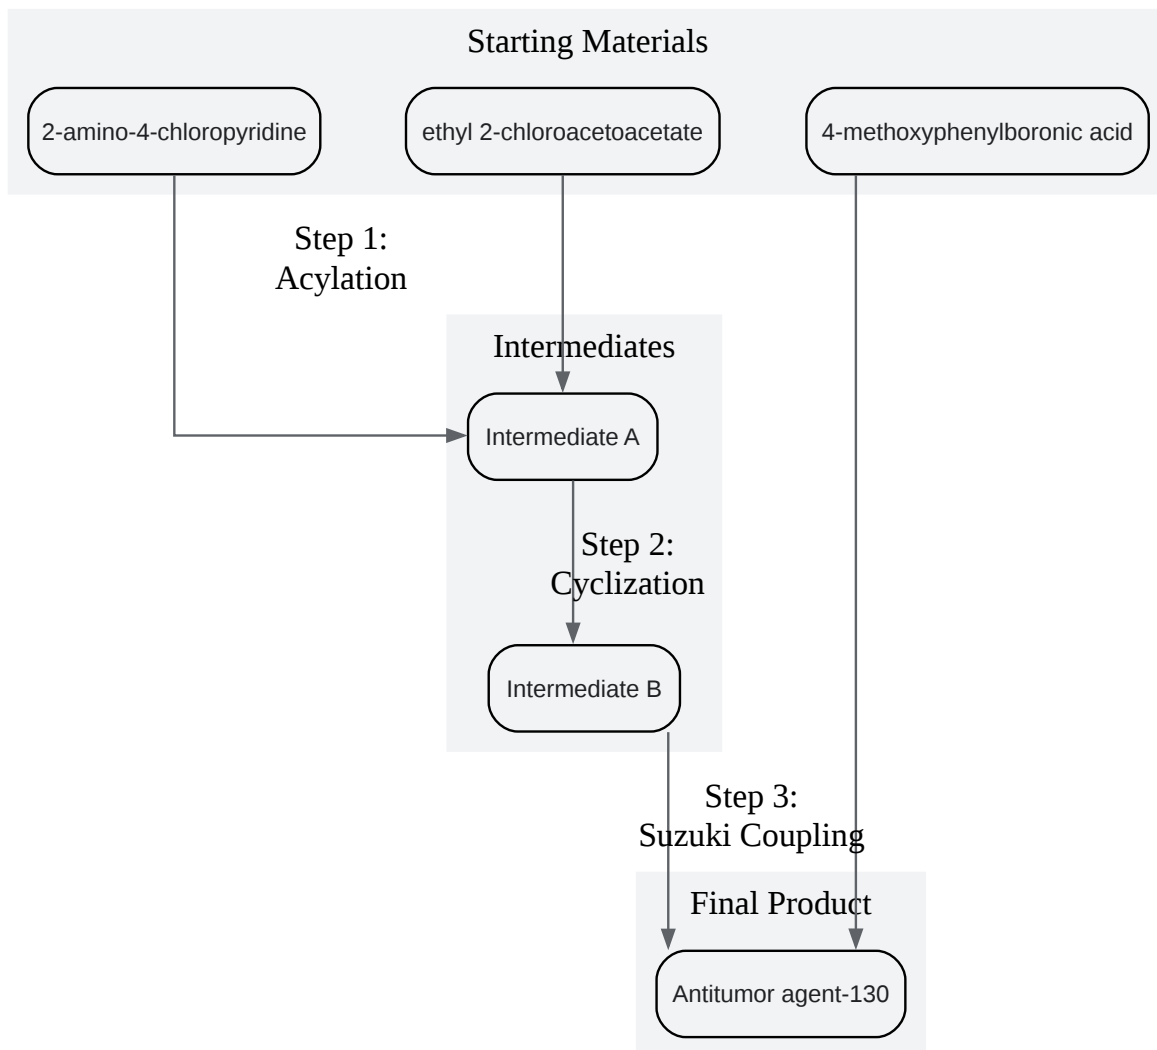 Starting Materials
2-amino-4-chloropyridine
ethyl 2-chloroacetoacetate
4-methoxyphenylboronic acid
Step 1:
Acylation
Intermediates
Intermediate A
Step 2:
Cyclization
Intermediate B
Step 3:
Suzuki Coupling
Final Product
Antitumor agent-130